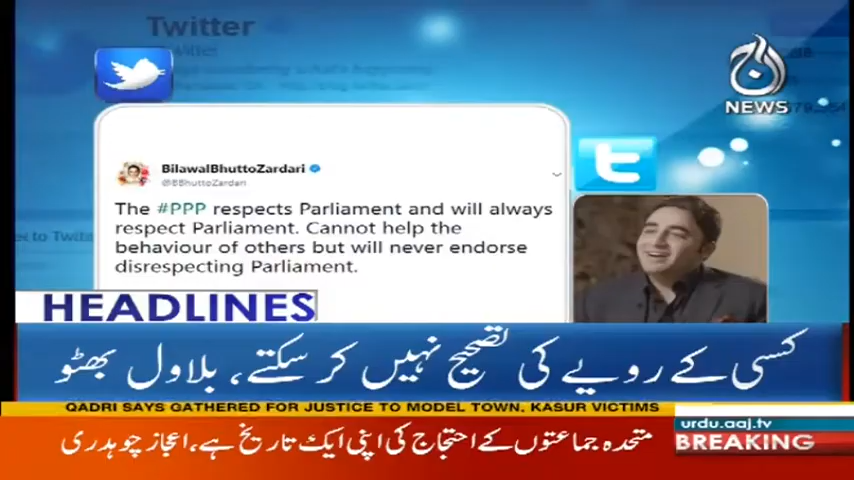 Twitter
آج
NEWS
BilawalBhuttoZardari
@BBhuttoZardari
The #PPP respects Parliament and will always
respect Parliament. Cannot help the
behaviour of others but will never endorse
disrespecting Parliament.
HEADLINES
کسی کے رویے کی تصحیح نہیں کر سکتے، بلاول بھٹو
QADRI SAYS GATHERED FOR JUSTICE TO MODEL TOWN, KASUR VICTIMS
urdu.aaj.tv
BREAKING
متحدہ جماعتوں کے احتجاج کی اپنی ایک تاریخ ہے، اعجاز چوہدری